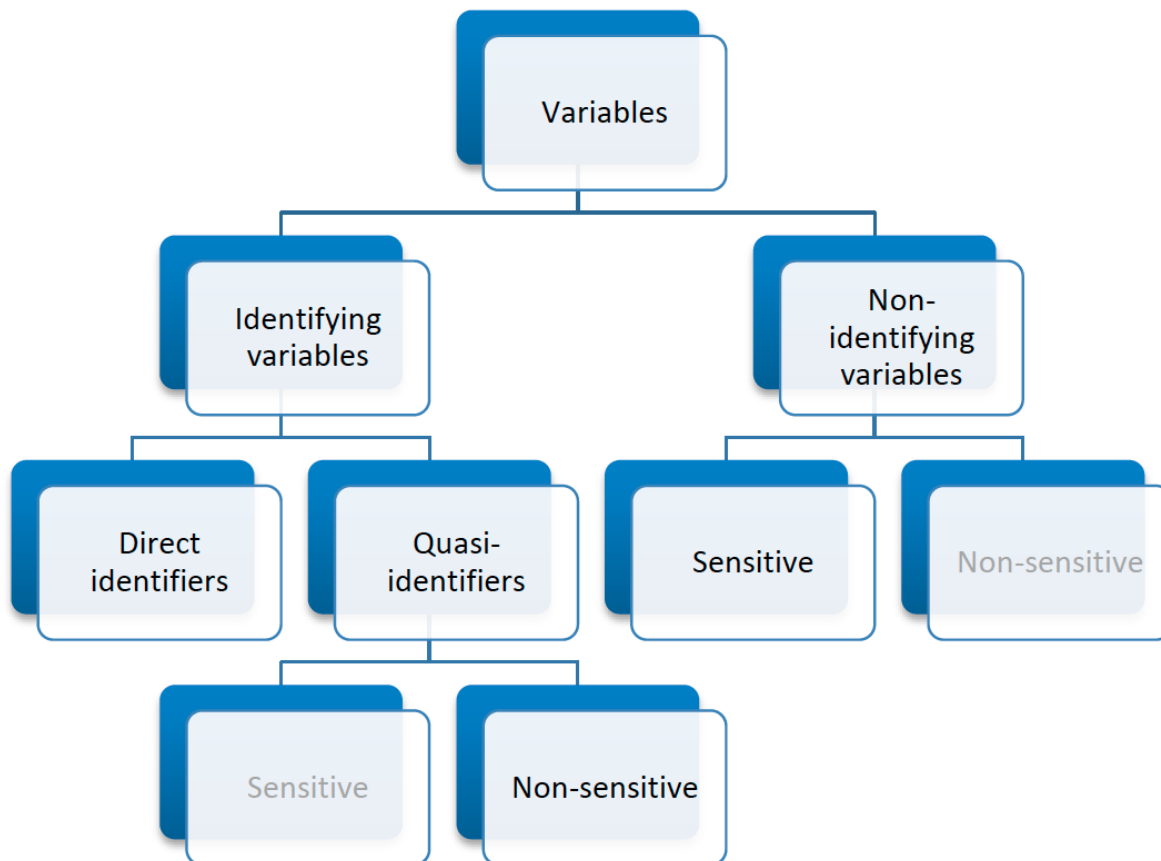 Variables
Identifying
variables
Non-
identifying
variables
Direct
identifiers
Quasi-
identifiers
Sensitive
Non-sensitive
Sensitive
Non-sensitive